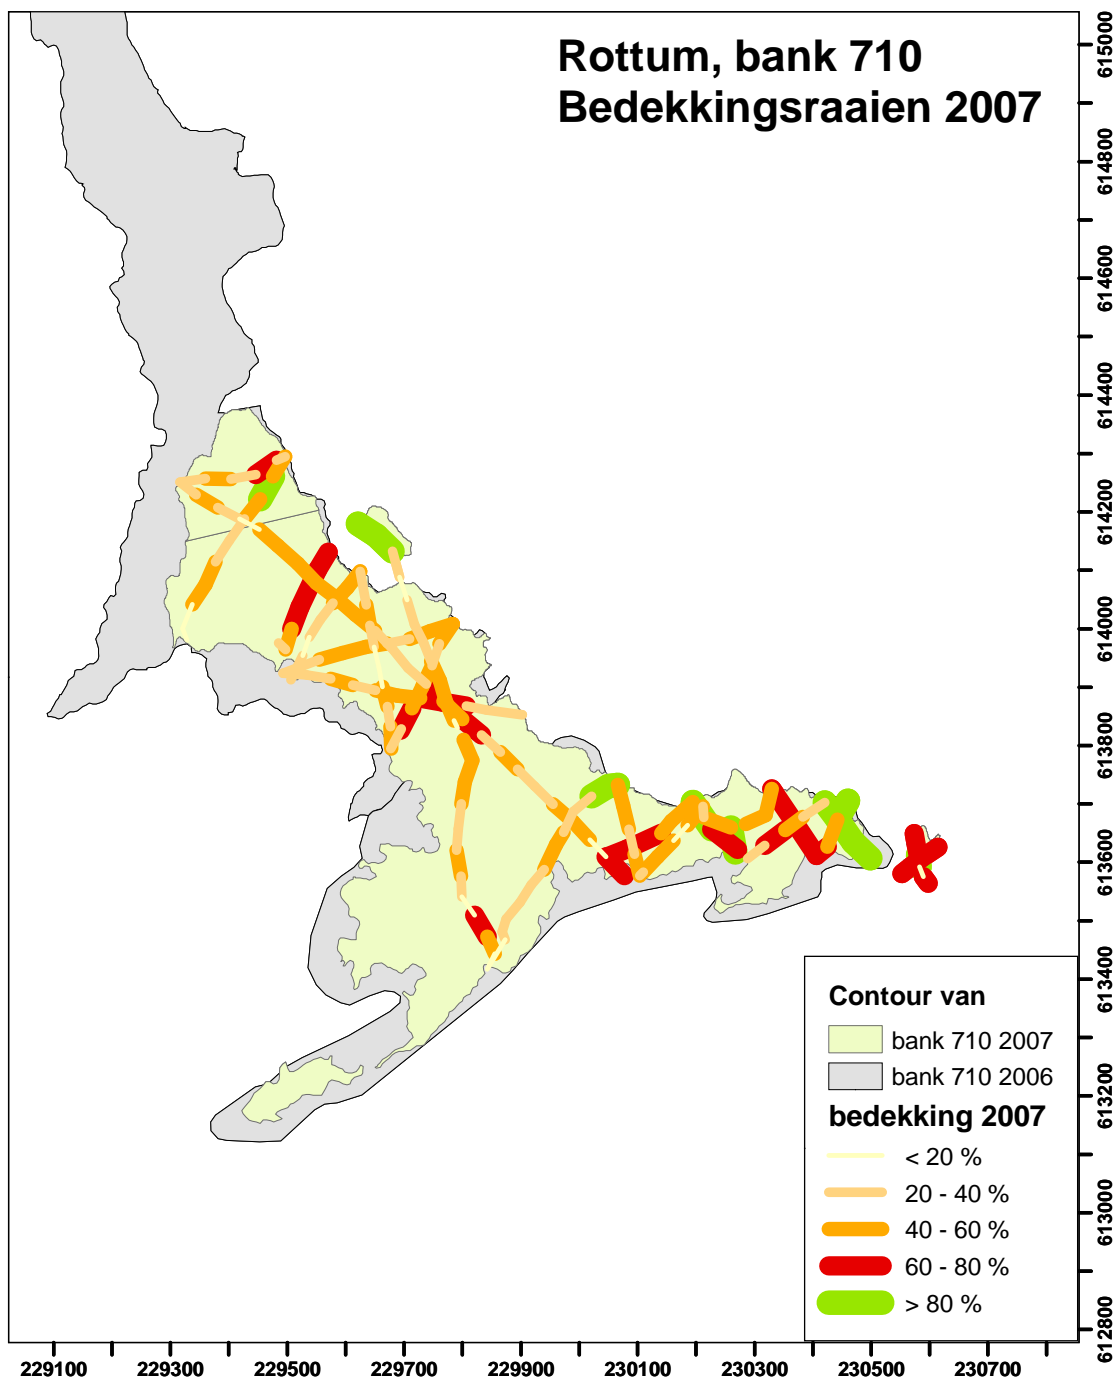 Rottum, bank 710
Bedekkingsraaien 2007
615000
614800
614600
614400
614200
614000
613800
613600
613400
613200
613000
612800
Contour van
bank 710 2007
bank 710 2006
bedekking 2007
< 20 %
20 - 40 %
40 - 60 %
60 - 80 %
> 80 %
229100 229300 229500 229700 229900 230100 230300 230500 230700